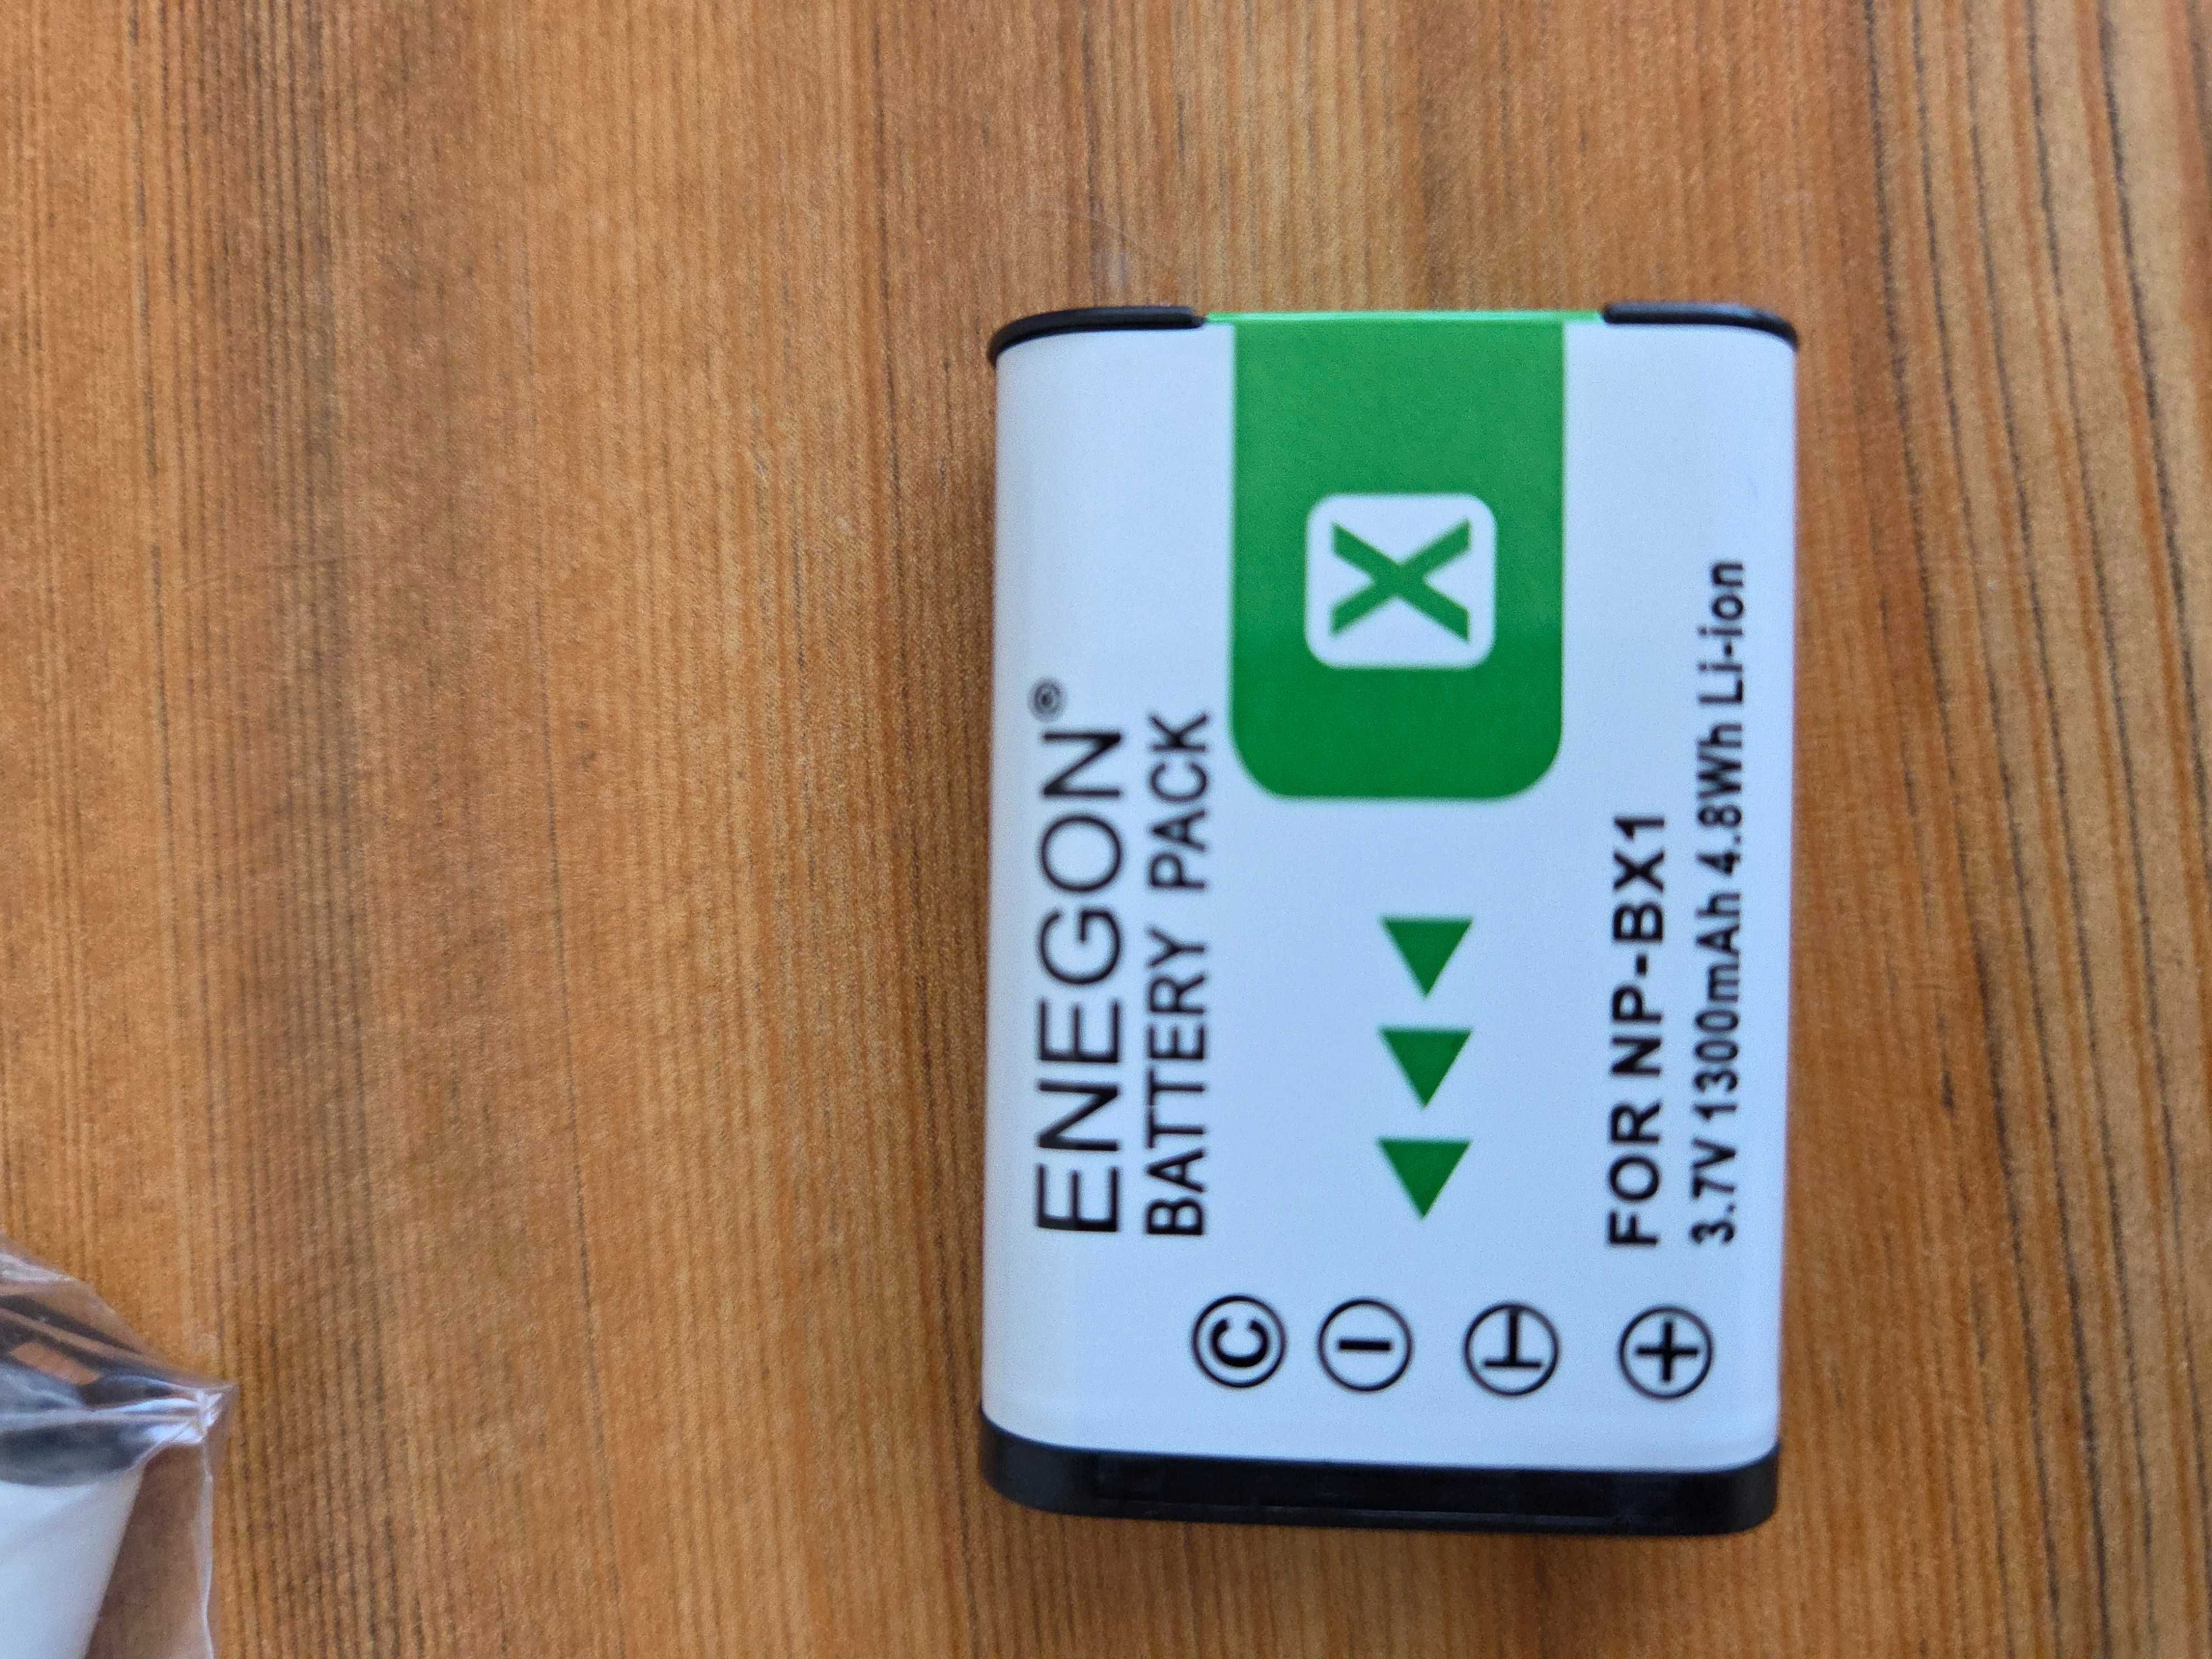 ENEGON®
BATTERY PACK
X
FOR NP-BX1
3.7V 1300mAh 4.8Wh Li-ion
C
−
T
+